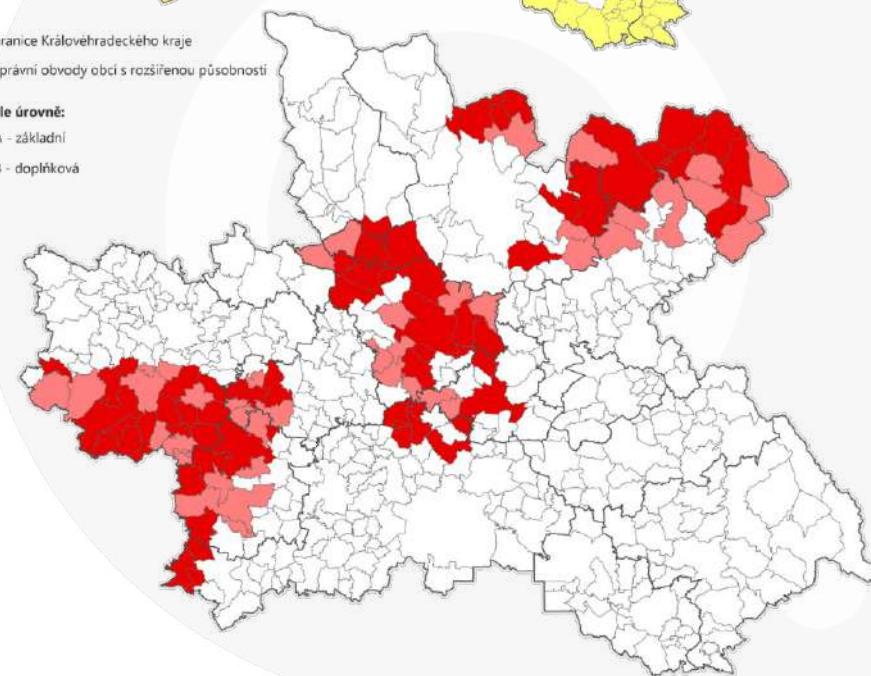 ranice Královéhradeckého kraje
právní obvody obcí s rozšířenou působností
le úrovně:
- základní
- doplňková